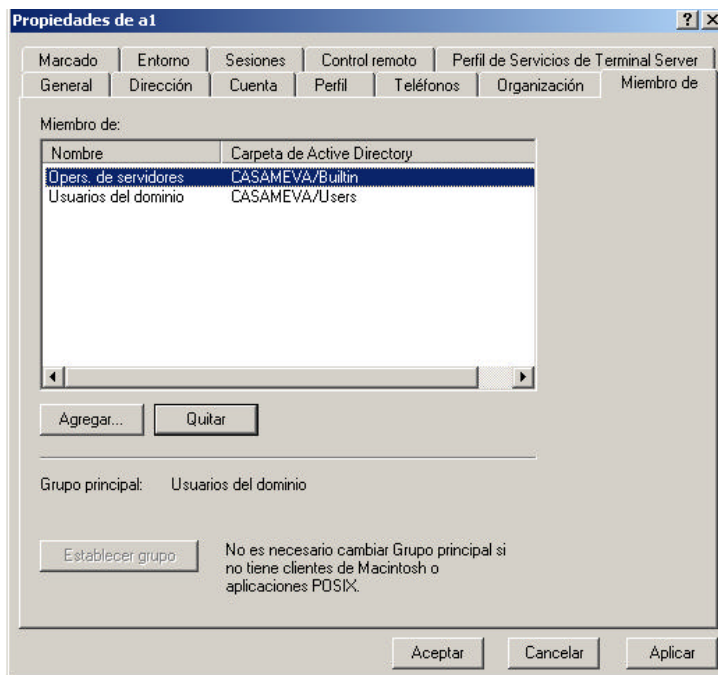 Propiedades de a1
Marcado Entorno Sesiones Control remoto Perfil de Servicios de Terminal Server
General Dirección Cuenta Perfil Teléfonos Organización Miembro de
Miembro de:
Nombre Carpeta de Active Directory
Opers. de servidores CASAMEVA/Builtin
Usuarios del dominio CASAMEVA/Users
Agregar... Quitar
Grupo principal: Usuarios del dominio
Establecer grupo
No es necesario cambiar Grupo principal si
no tiene clientes de Macintosh o
aplicaciones POSIX.
Aceptar Cancelar Aplicar